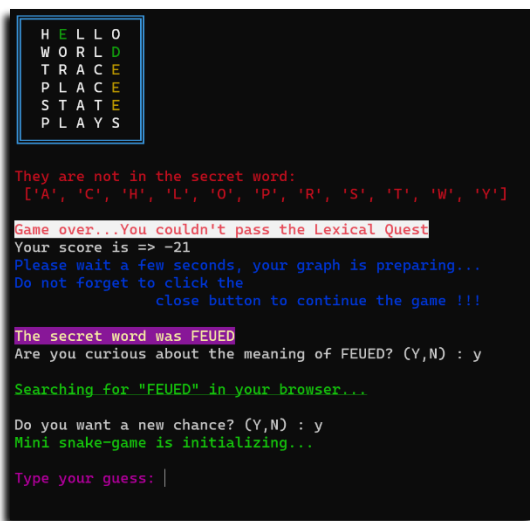 H E L L O
W O R L D
T R A C E
P L A C E
S T A T E
P L A Y S
They are not in the secret word:
['A', 'C', 'H', 'L', 'O', 'P', 'R', 'S', 'T', 'W', 'Y']
Game over...You couldn't pass the Lexical Quest
Your score is => -21
Please wait a few seconds, your graph is preparing...
Do not forget to click the
close button to continue the game !!!
The secret word was FEUED
Are you curious about the meaning of FEUED? (Y,N) : y
Searching for "FEUED" in your browser...
Do you want a new chance? (Y,N) : y
Mini snake-game is initializing...
Type your guess: